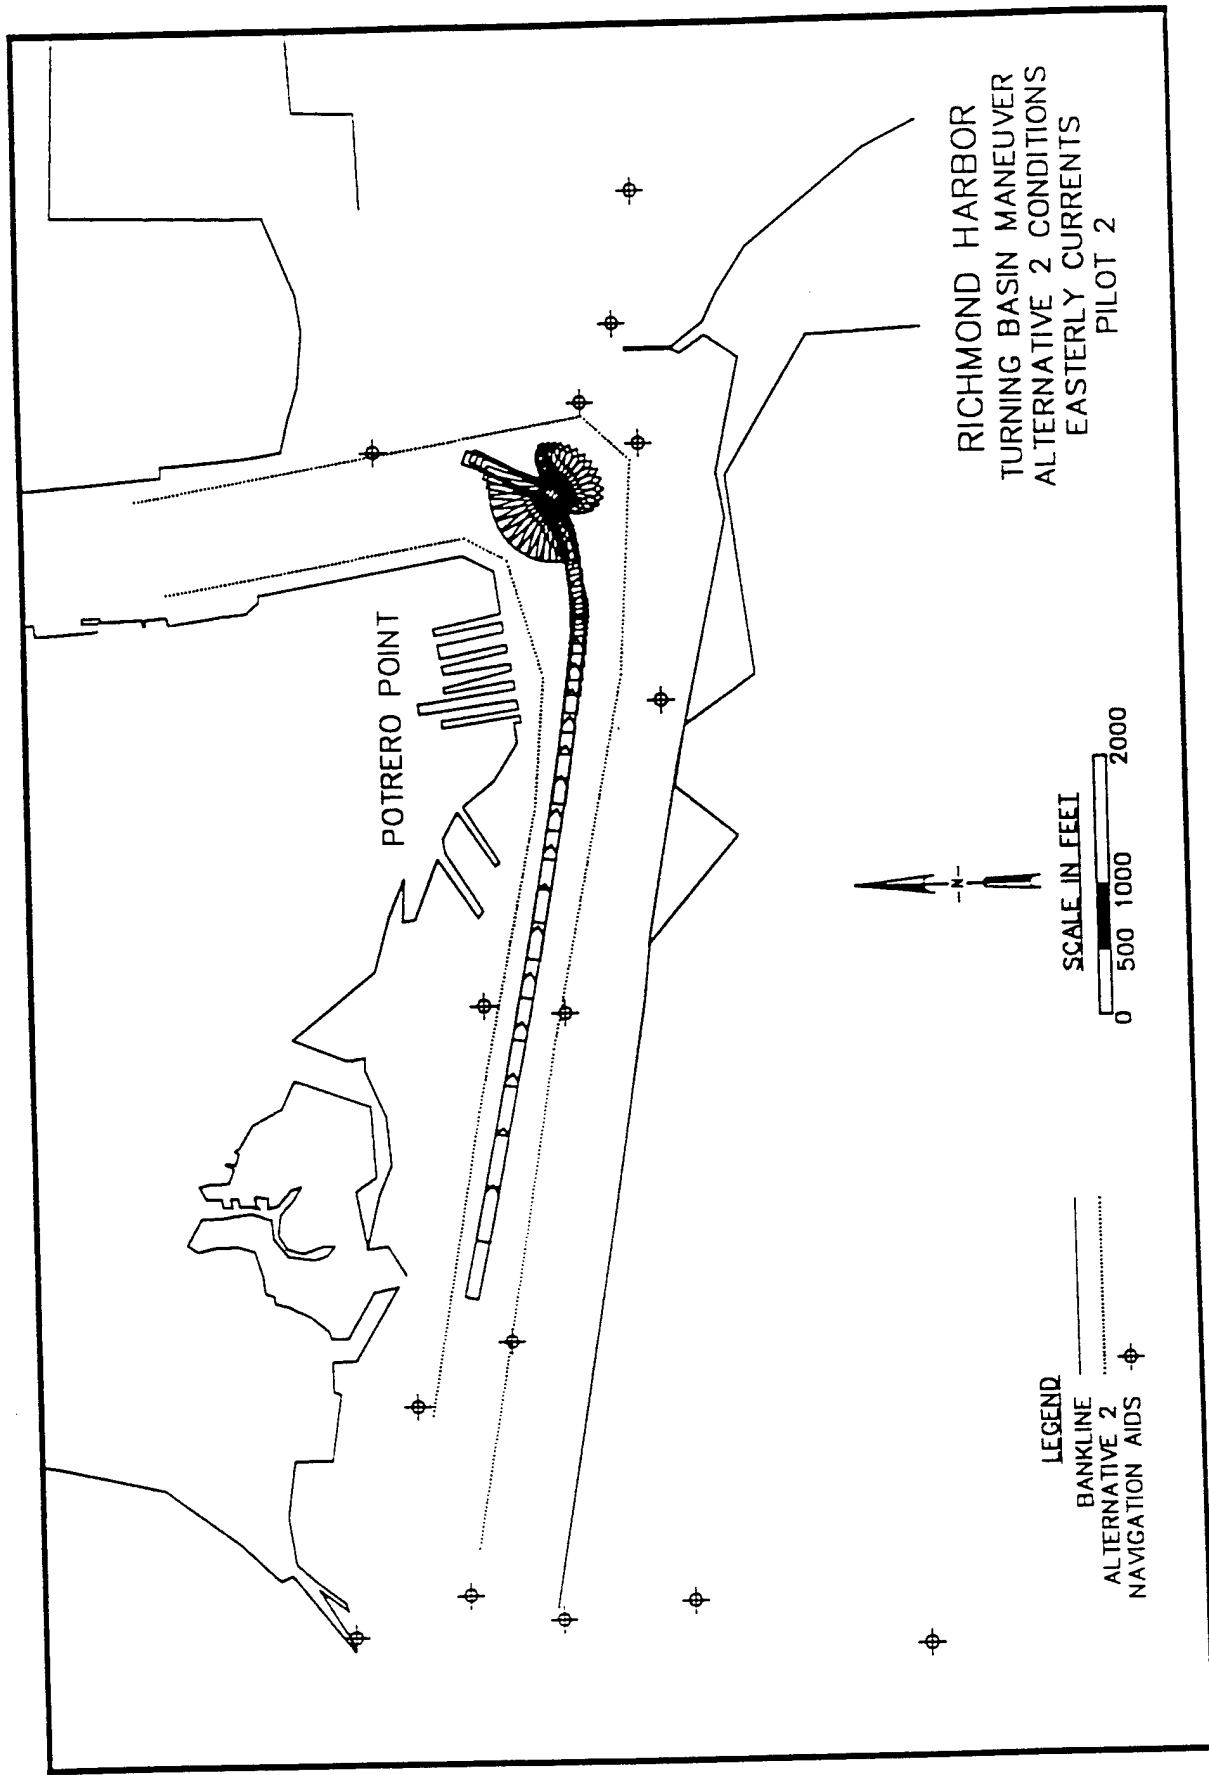 POTRERO POINT
RICHMOND HARBOR
TURNING BASIN MANEUVER
ALTERNATIVE 2 CONDITIONS
EASTERLY CURRENTS
PILOT 2
-N-
SCALE IN FEET
0 500 1000 2000
LEGEND
BANKLINE
ALTERNATIVE 2
NAVIGATION AIDS